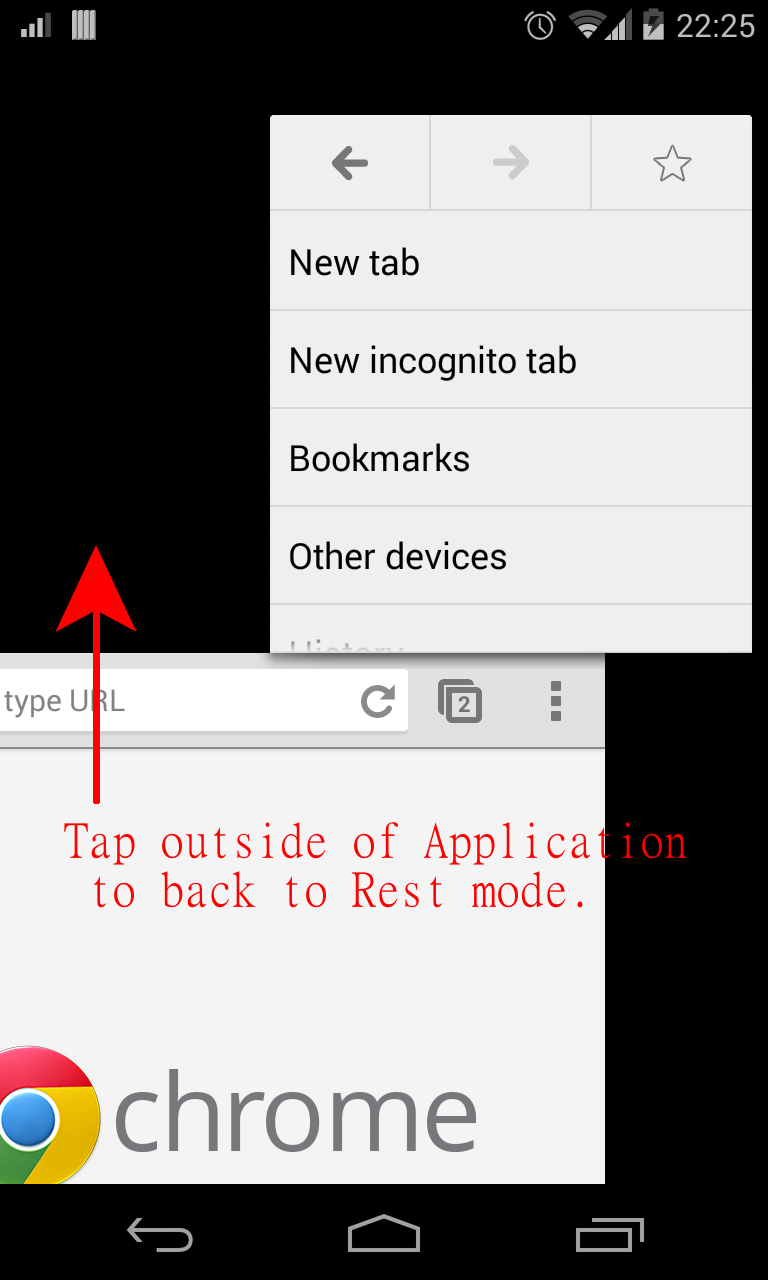 22:25
New tab
New incognito tab
Bookmarks
Other devices
History
type URL
2
Tap outside of Application
to back to Rest mode.
chrome